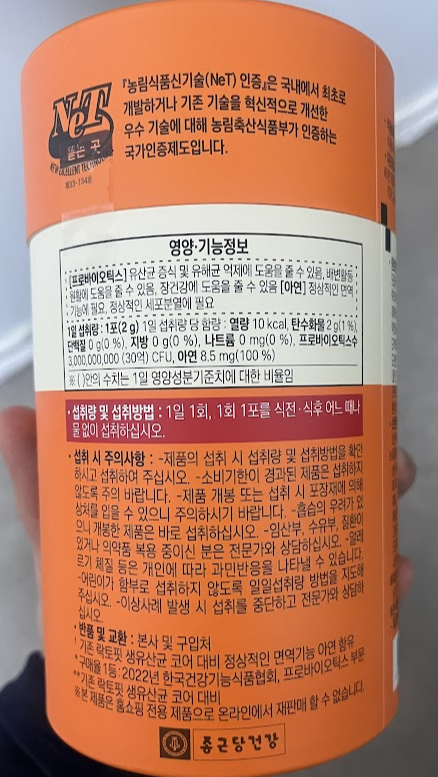 『농림식품신기술(NeT) 인증』은 국내에서 최초로
개발하거나 기존 기술을 혁신적으로 개선한
우수 기술에 대해 농림축산식품부가 인증하는
국가인증제도입니다.
NeT
뜯는 곳
제33-134호
영양·기능정보
[프로바이오틱스] 유산균 증식 및 유해균 억제에 도움을 줄 수 있음, 배변활동
원활에 도움을 줄 수 있음, 장건강에 도움을 줄 수 있음 [아연] 정상적인 면역
기능에 필요, 정상적인 세포분열에 필요
1일 섭취량 : 1포(2 g) 1일 섭취량 당 함량 : 열량 10 kcal, 탄수화물 2 g(1 %),
단백질 0 g(0 %), 지방 0 g(0 %), 나트륨 0 mg(0 %), 프로바이오틱스수
3,000,000,000 (30억) CFU, 아연 8.5 mg(100 %)
※( )안의 수치는 1일 영양성분기준치에 대한 비율임
· 섭취량 및 섭취방법 : 1일 1회, 1회 1포를 식전·식후 어느 때나
물 없이 섭취하십시오.
· 섭취 시 주의사항 : -제품의 섭취 시 섭취량 및 섭취방법을 확인
하시고 섭취하여 주십시오. -소비기한이 경과된 제품은 섭취하지
않도록 주의 바랍니다. -제품 개봉 또는 섭취 시 포장재에 의해
상처를 입을 수 있으니 주의하시기 바랍니다. -흡습의 우려가 있
으니 개봉한 제품은 바로 섭취하십시오. -임산부, 수유부, 질환이
있거나 의약품 복용 중이신 분은 전문가와 상담하십시오. -알레
르기 체질 등은 개인에 따라 과민반응을 나타낼 수 있습니다.
-어린이가 함부로 섭취하지 않도록 일일섭취량 방법을 지도해
주십시오. -이상사례 발생 시 섭취를 중단하고 전문가와 상담하
십시오.
· 반품 및 교환 : 본사 및 구입처
* 기존 락토핏 생유산균 코어 대비 정상적인 면역기능 아연 함유
*구매율 1등 : 2022년 한국건강기능식품협회, 프로바이오틱스 부문
**기존 락토핏 생유산균 코어 대비
※본 제품은 홈쇼핑 전용 제품으로 온라인에서 재판매 할 수 없습니다.
종근당건강